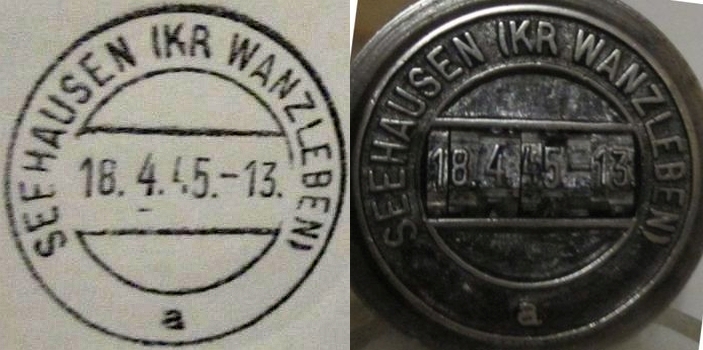 SEEHAUSEN (KR WANZLEBEN)
18. 4. 45.-13.
a
SEEHAUSEN (KR WANZLEBEN)
18 4 45-13
a